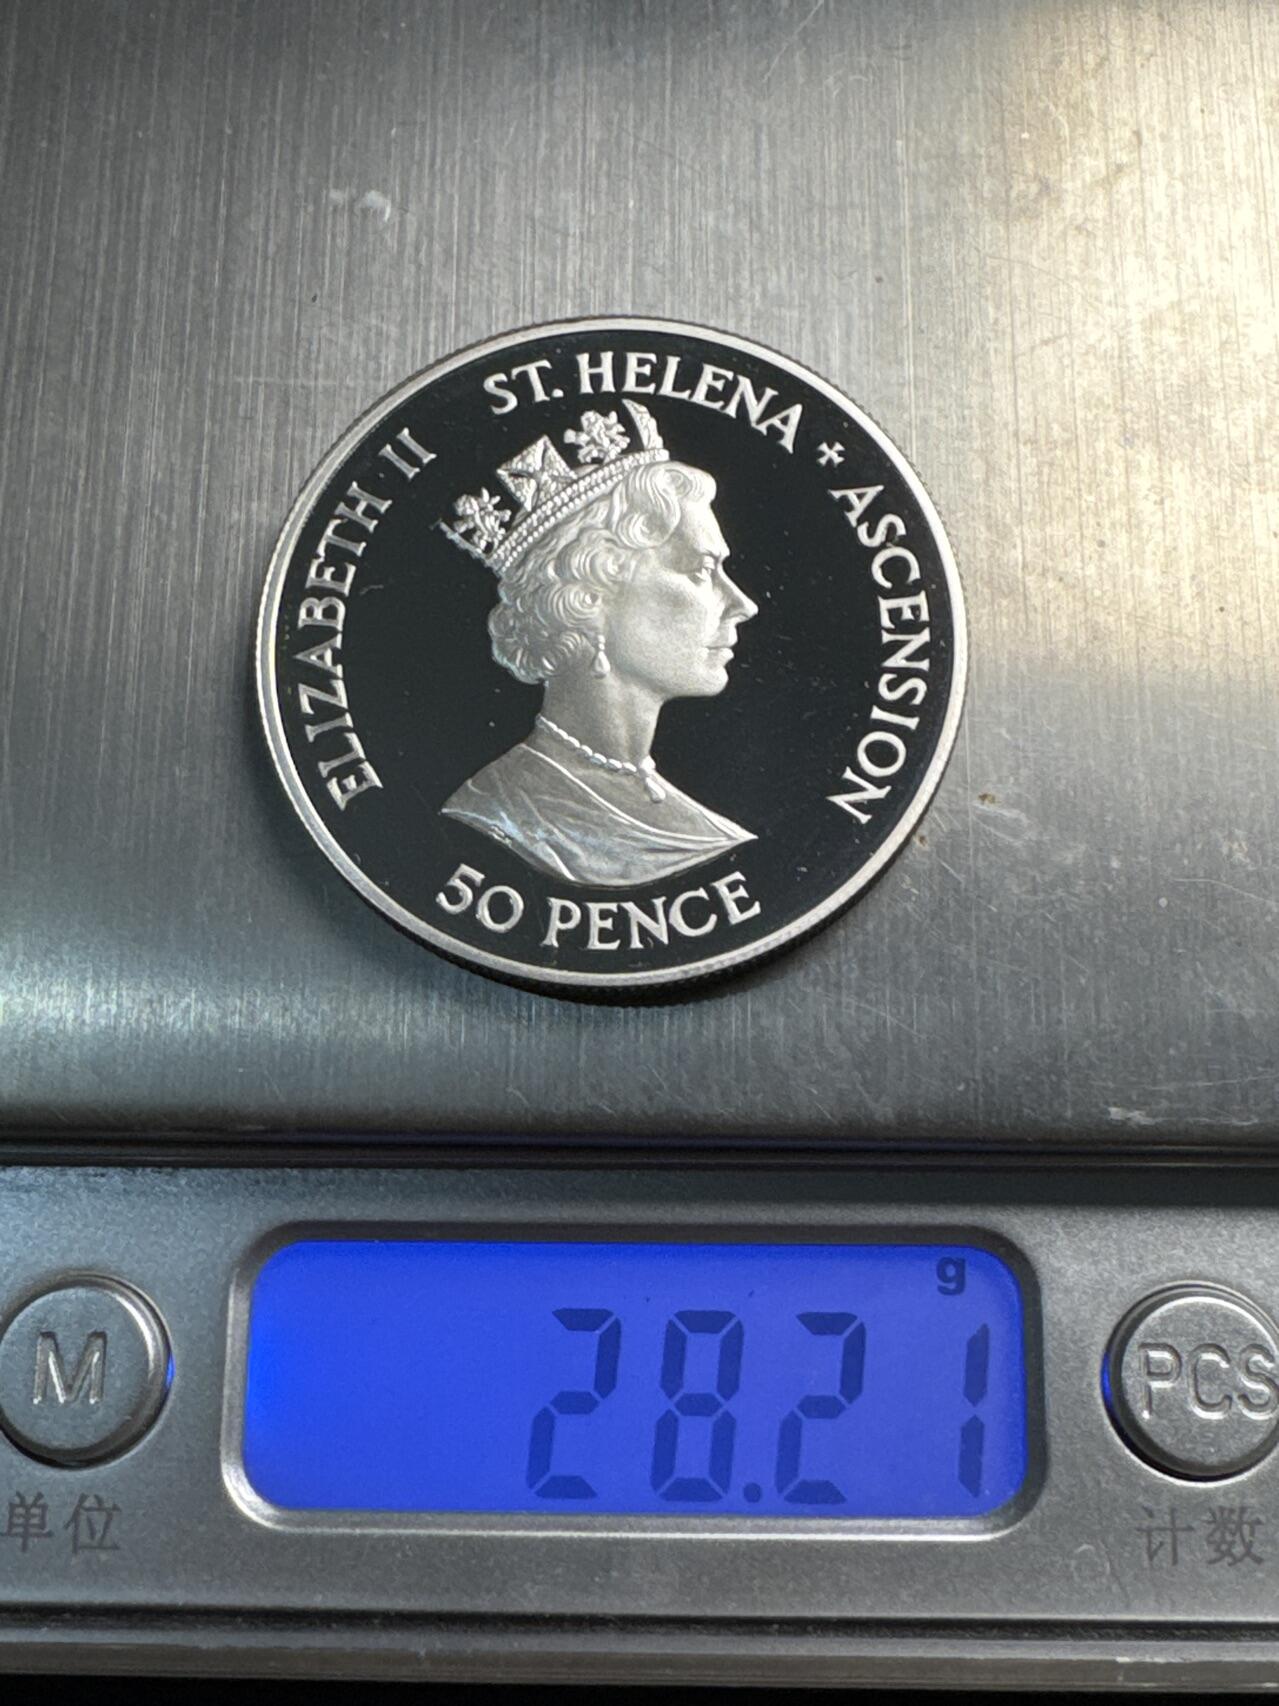 ELIZABETH II
ST. HELENA + ASCENSION
50 PENCE
g
28.21
M
PCS
单位
计数